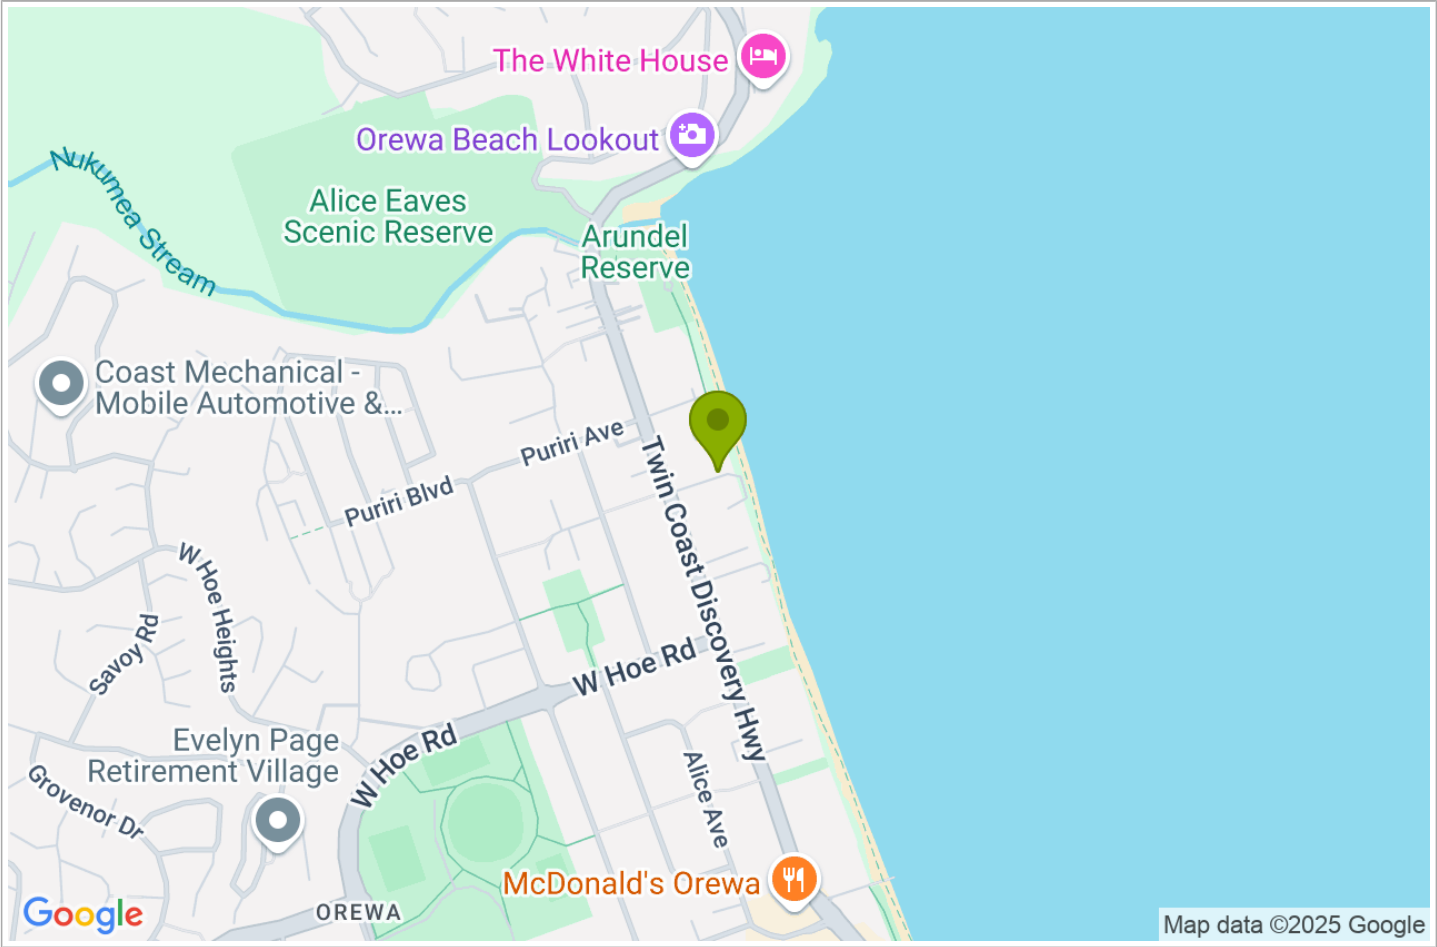 The White House
Orewa Beach Lookout
Nukumea Stream
Alice Eaves
Scenic Reserve
Arundel
Reserve
Coast Mechanical -
Mobile Automotive &...
Puriri Ave
Puriri Blvd
Twin Coast Discovery Hwy
W Hoe Heights
Savoy Rd
W Hoe Rd
W Hoe Rd
Evelyn Page
Retirement Village
Grovenor Dr
Alice Ave
McDonald's Orewa
OREWA
Google
Map data ©2025 Google